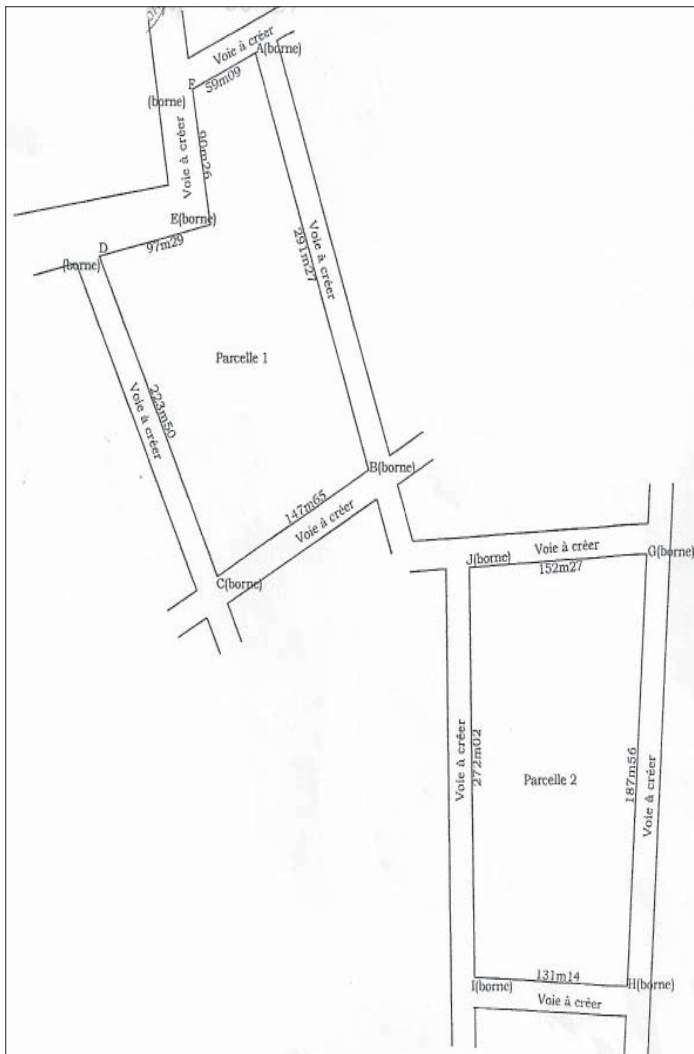 Voie à créer
A(borne)
E
59m09
(borne)
Voie à créer
E(borne)
97m29
D
(borne)
Voie à créer
291m27
Parcelle 1
223m50
Voie à créer
B(borne)
147m65
Voie à créer
C(borne)
J(borne)
Voie à créer
G(borne)
152m27
Voie à créer
272m02
Parcelle 2
187m56
Voie à créer
131m14
I(borne)
H(borne)
Voie à créer